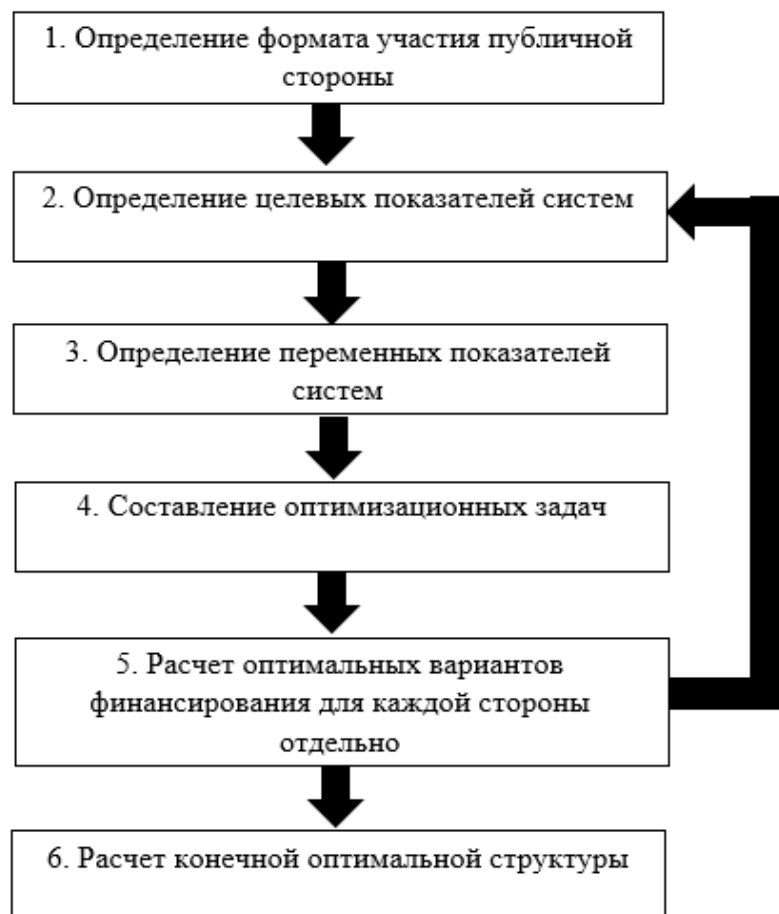 1. Определение формата участия публичной
стороны
2. Определение целевых показателей систем
3. Определение переменных показателей
систем
4. Составление оптимизационных задач
5. Расчет оптимальных вариантов
финансирования для каждой стороны
отдельно
6. Расчет конечной оптимальной структуры